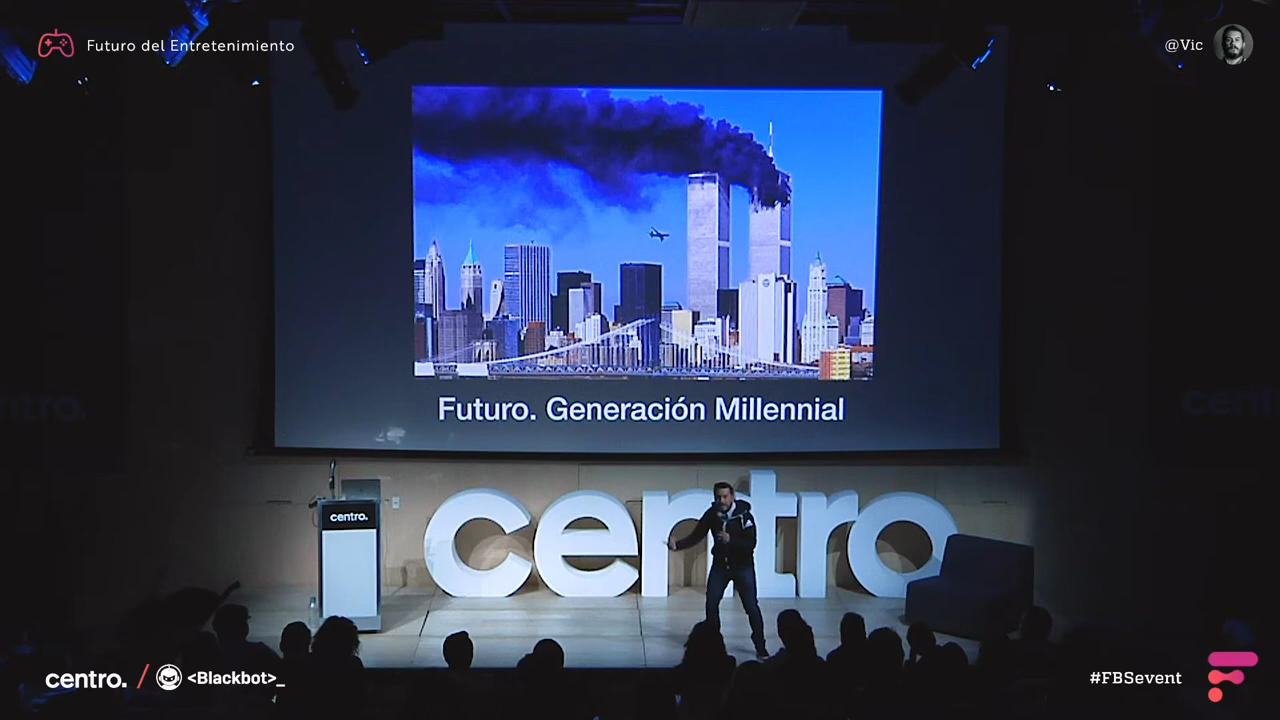 Futuro del Entretenimiento
@Vic
Futuro. Generación Millennial
centro.
centro
centro. / <Blackbot>_
#FBSevent